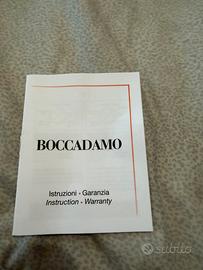 BOCCADAMO
Istruzioni - Garanzia
Instruction - Warranty
subito